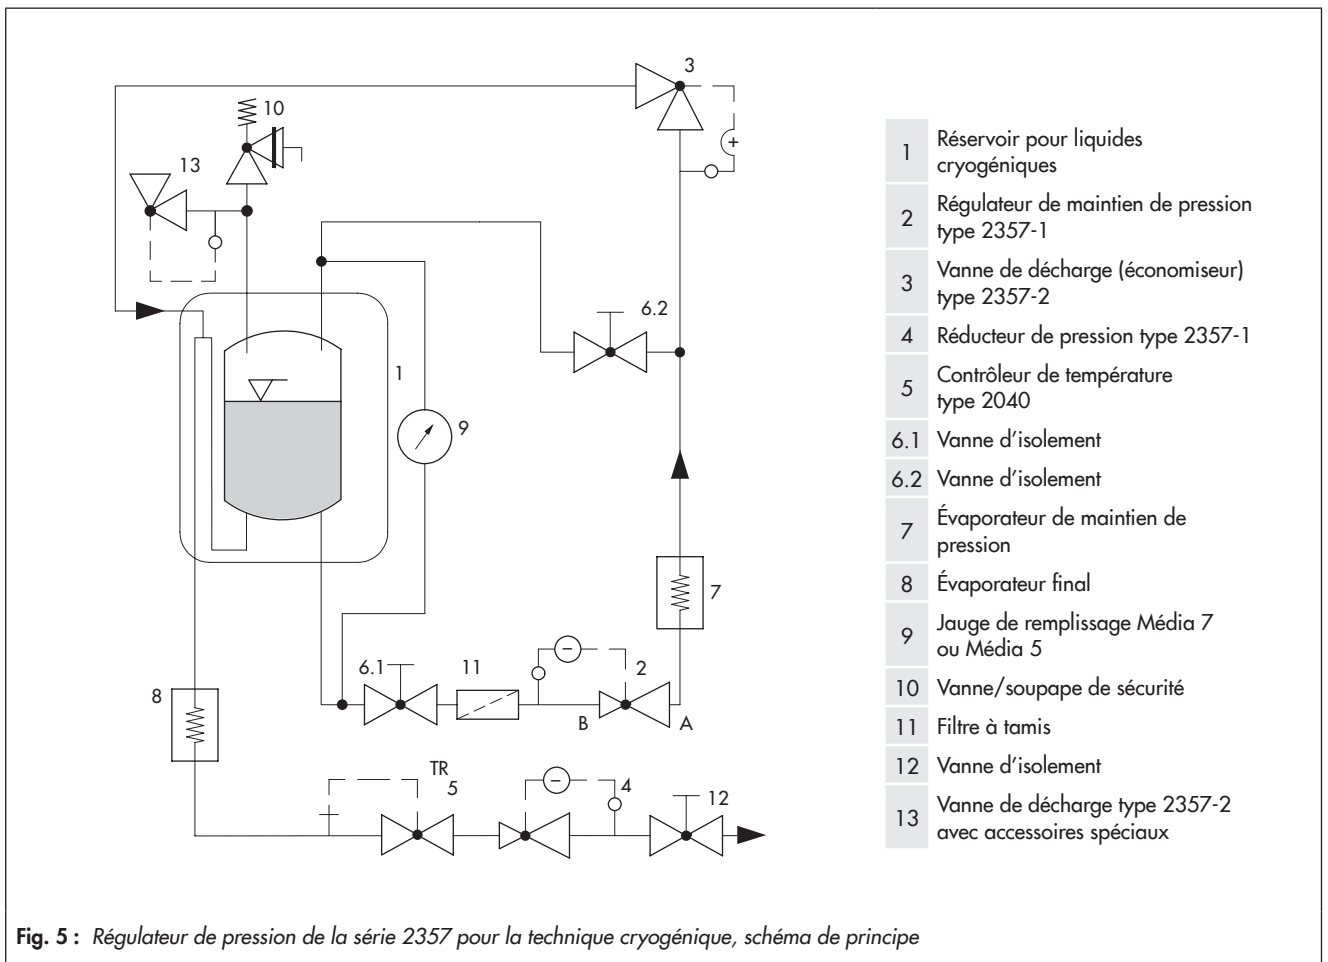 3
10
13
6.2
1
9
7
6.1
11
2
B
A
8
TR
5
4
12
1 Réservoir pour liquides
cryogéniques
2 Régulateur de maintien de pression
type 2357-1
3 Vanne de décharge (économiseur)
type 2357-2
4 Réducteur de pression type 2357-1
5 Contrôleur de température
type 2040
6.1 Vanne d'isolement
6.2 Vanne d'isolement
7 Évaporateur de maintien de
pression
8 Évaporateur final
9 Jauge de remplissage Média 7
ou Média 5
10 Vanne/soupape de sécurité
11 Filtre à tamis
12 Vanne d'isolement
13 Vanne de décharge type 2357-2
avec accessoires spéciaux
Fig. 5 : Régulateur de pression de la série 2357 pour la technique cryogénique, schéma de principe